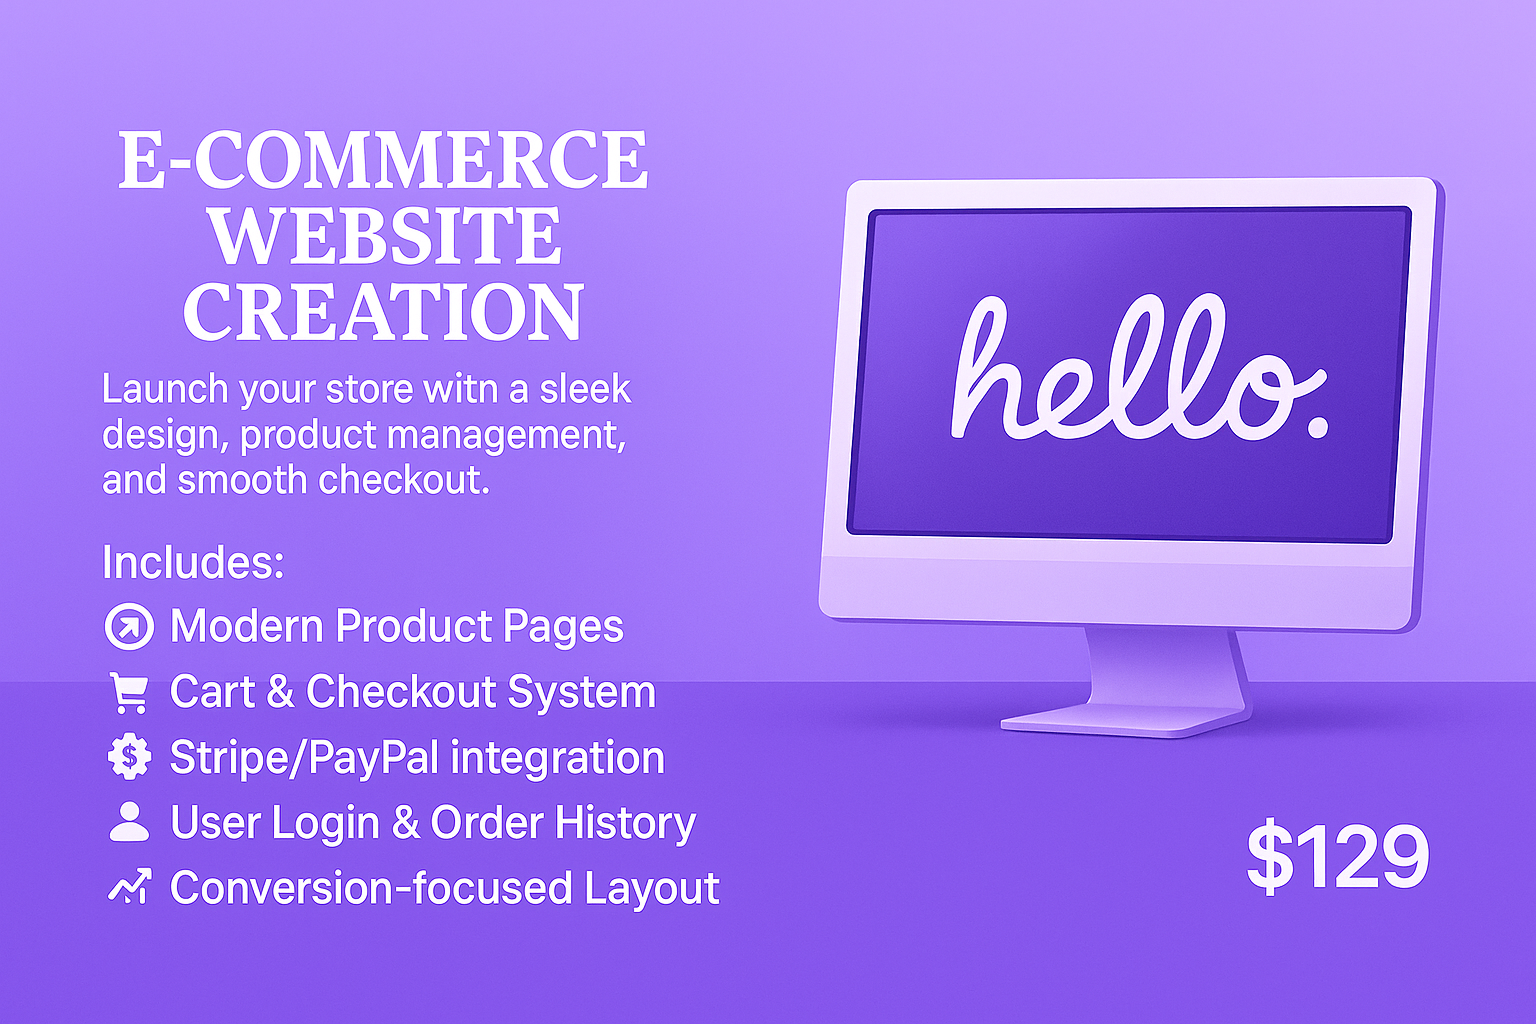 E-COMMERCE
WEBSITE
CREATION
Launch your store witn a sleek
design, product management,
and smooth checkout.
Includes:
Modern Product Pages
Cart & Checkout System
$
Stripe/PayPal integration
User Login & Order History
Conversion-focused Layout
hello.
$129